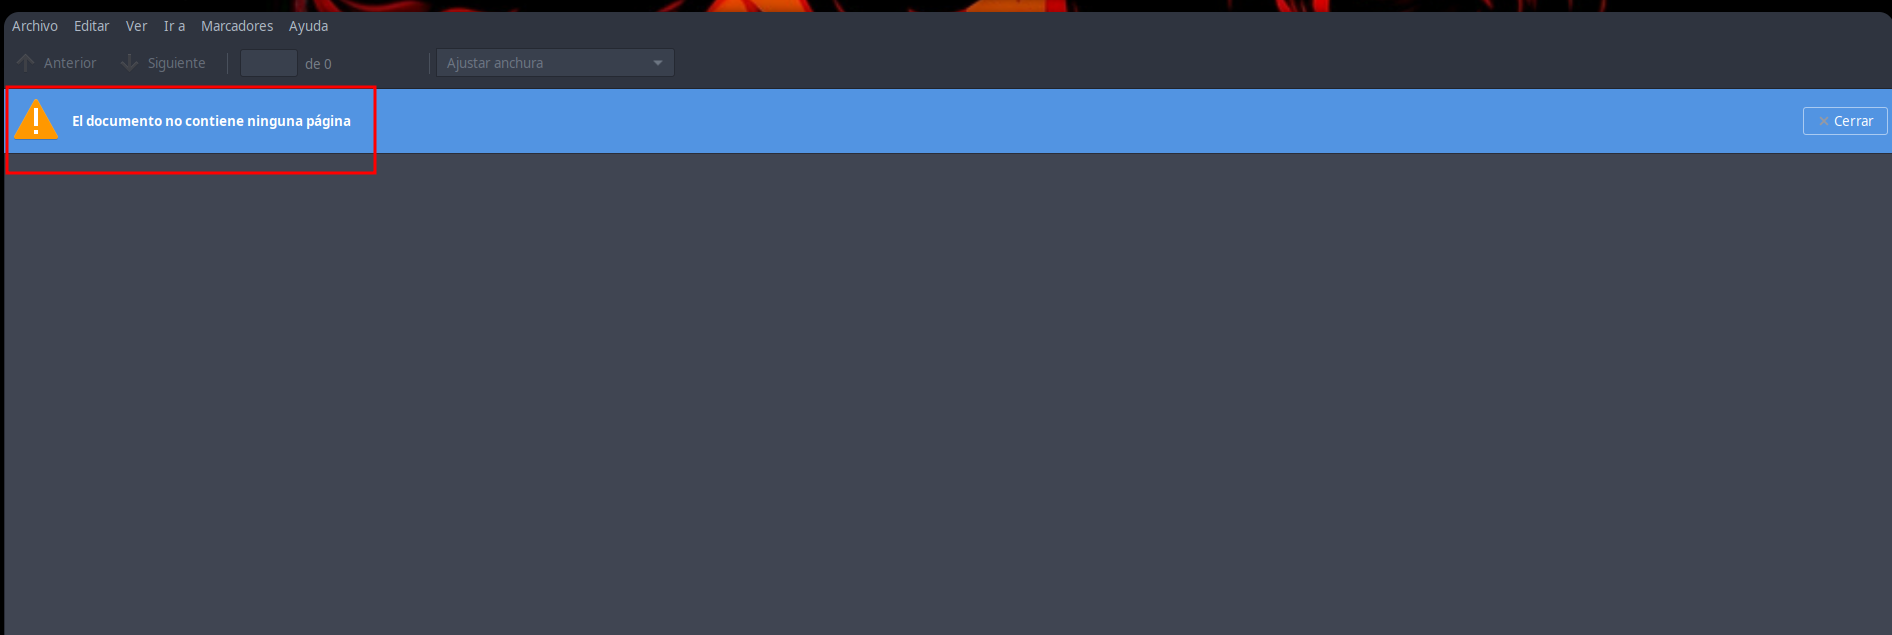 Archivo Editar Ver Ir a Marcadores Ayuda
Anterior Siguiente de 0 Ajustar anchura
El documento no contiene ninguna página
Cerrar